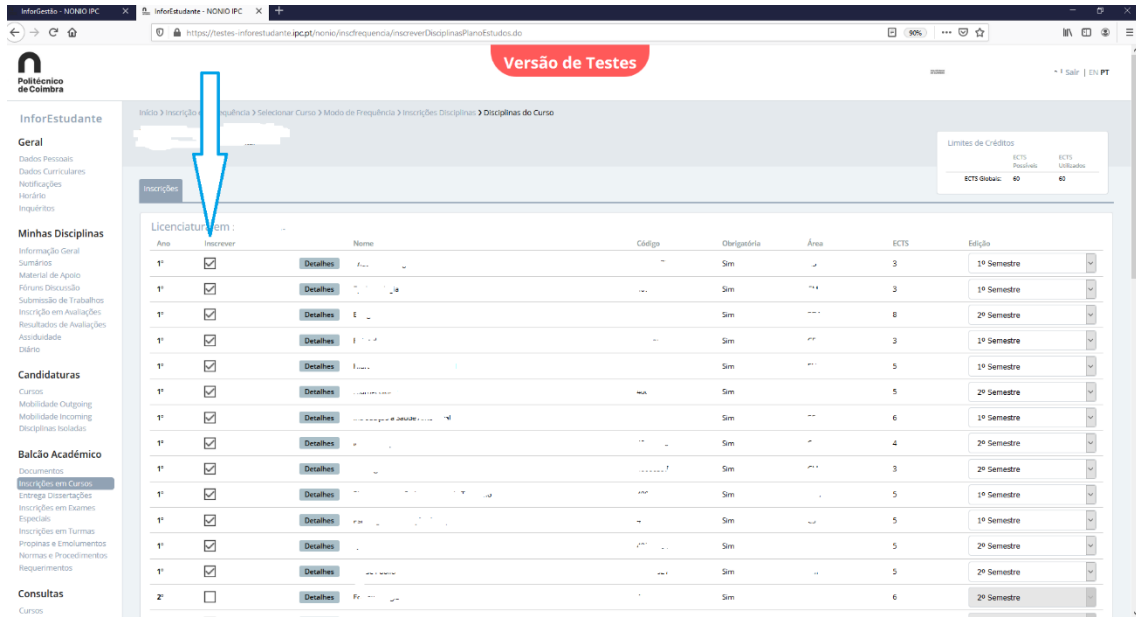 InforGestão - NONIO IPC
InforEstudante - NONIO IPC
https://testes-inforestudante.ipc.pt/nonio/inscfrequencia/inscreverDisciplinasPlanoEstudos.do
90%
Versão de Testes
Politécnico
de Coimbra
Sair | EN PT
InforEstudante
Início > Inscrição > Selecionar Curso > Modo de Frequência > Inscrições Disciplinas > Disciplinas do Curso
Limites de Créditos
ECTS Possíveis ECTS Utilizados
ECTS Globais: 60 60
Inscrições
Geral
Dados Pessoais
Dados Curriculares
Notificações
Horário
Inquéritos
Minhas Disciplinas
Informação Geral
Sumários
Material de Apoio
Fóruns Discussão
Submissão de Trabalhos
Inscrição em Avaliações
Resultados de Avaliações
Assiduidade
Diário
Candidaturas
Cursos
Mobilidade Outgoing
Mobilidade Incoming
Disciplinas Isoladas
Balcão Académico
Documentos
Inscrições em Cursos
Entrega Dissertações
Inscrições em Exames
Especiais
Inscrições em Turmas
Propinas e Emolumentos
Normas e Procedimentos
Requerimentos
Consultas
Cursos
Licenciatura em :
Ano Inscrever Nome Código Obrigatória Área ECTS Edição
1º Detalhes Sim 3 1º Semestre
1º Detalhes Sim 3 1º Semestre
1º Detalhes Sim 8 2º Semestre
1º Detalhes Sim 3 1º Semestre
1º Detalhes Sim 5 1º Semestre
1º Detalhes Sim 5 2º Semestre
1º Detalhes Sim 6 1º Semestre
1º Detalhes Sim 4 2º Semestre
1º Detalhes Sim 3 2º Semestre
1º Detalhes Sim 5 1º Semestre
1º Detalhes Sim 5 1º Semestre
1º Detalhes Sim 5 2º Semestre
1º Detalhes Sim 5 2º Semestre
2º Detalhes Sim 6 2º Semestre